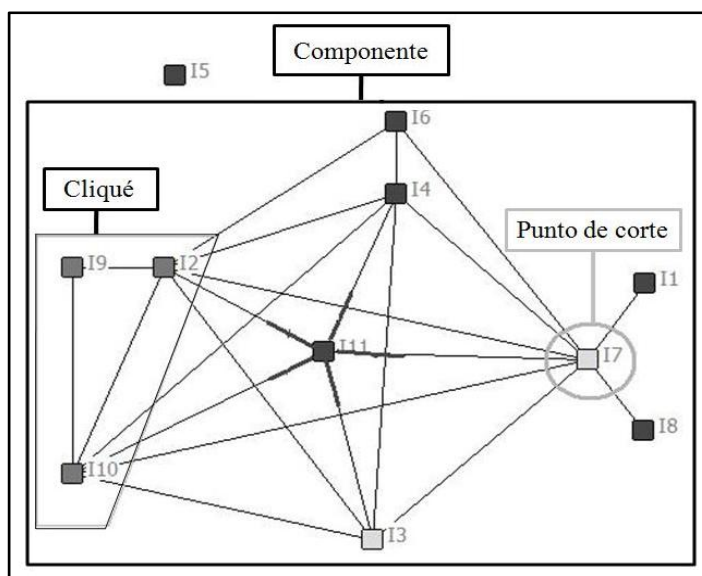 Componente
I5
I6
Cliqué
I4
Punto de corte
I9
I2
I1
I11
I7
I8
I10
I3